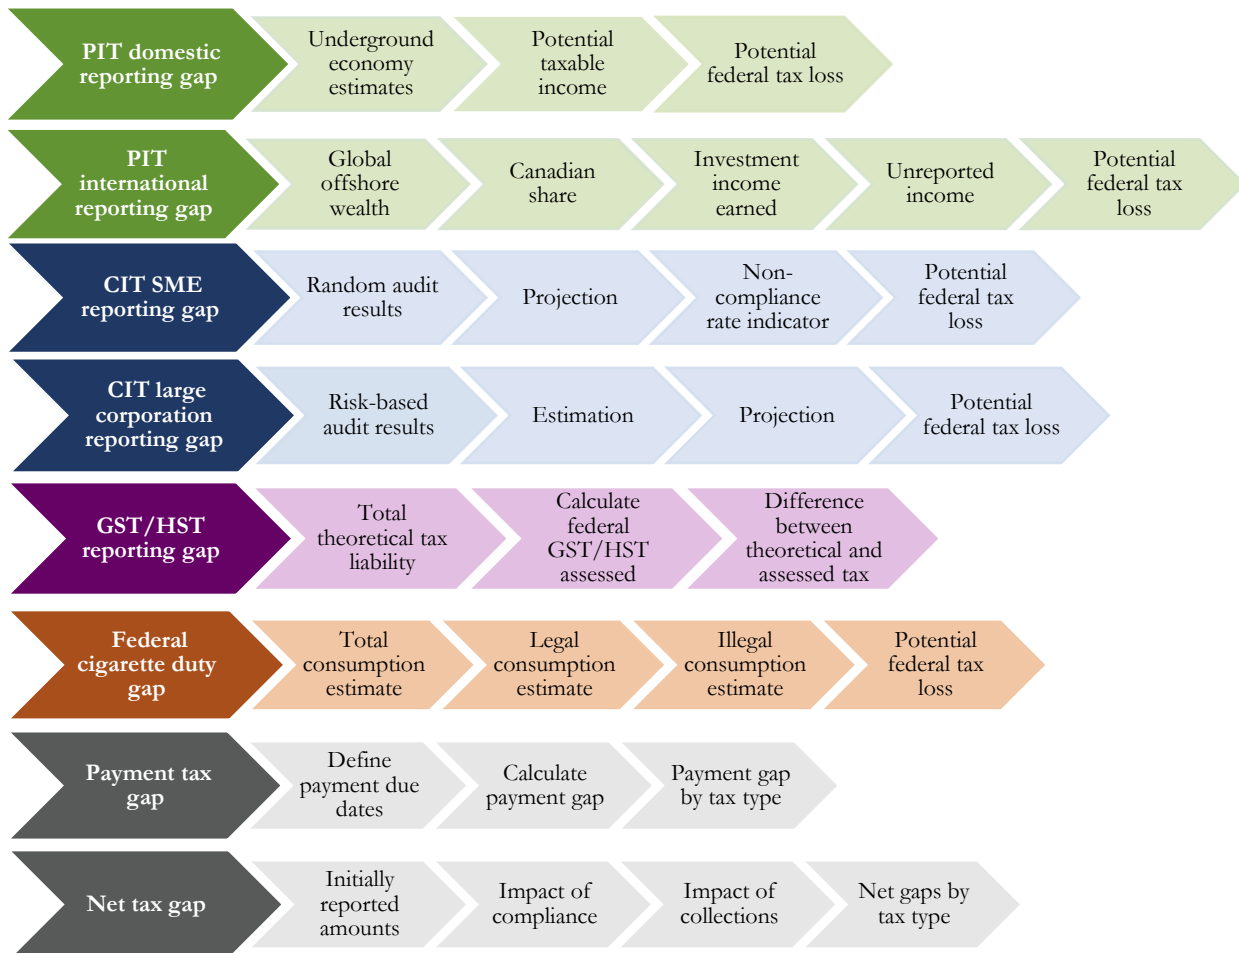 PIT domestic
reporting gap
Underground
economy
estimates
Potential
taxable
income
Potential
federal tax loss
PIT
international
reporting gap
Global
offshore
wealth
Canadian
share
Investment
income
earned
Unreported
income
Potential
federal tax
loss
CIT SME
reporting gap
Random audit
results
Projection
Non-
compliance
rate indicator
Potential
federal tax
loss
CIT large
corporation
reporting gap
Risk-based
audit results
Estimation
Projection
Potential
federal tax loss
GST/HST
reporting gap
Total
theoretical tax
liability
Calculate
federal
GST/HST
assessed
Difference
between
theoretical and
assessed tax
Federal
cigarette duty
gap
Total
consumption
estimate
Legal
consumption
estimate
Illegal
consumption
estimate
Potential
federal tax
loss
Payment tax
gap
Define
payment due
dates
Calculate
payment gap
Payment gap
by tax type
Net tax gap
Initially
reported
amounts
Impact of
compliance
Impact of
collections
Net gaps by
tax type